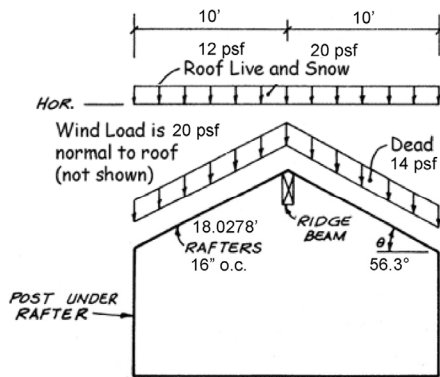 10' 10'
12 psf 20 psf
Roof Live and Snow
HOR.
Wind Load is 20 psf
normal to roof
(not shown)
Dead
14 psf
18.0278'
RAFTERS
16" o.c.
RIDGE
BEAM
θ
56.3°
POST UNDER
RAFTER